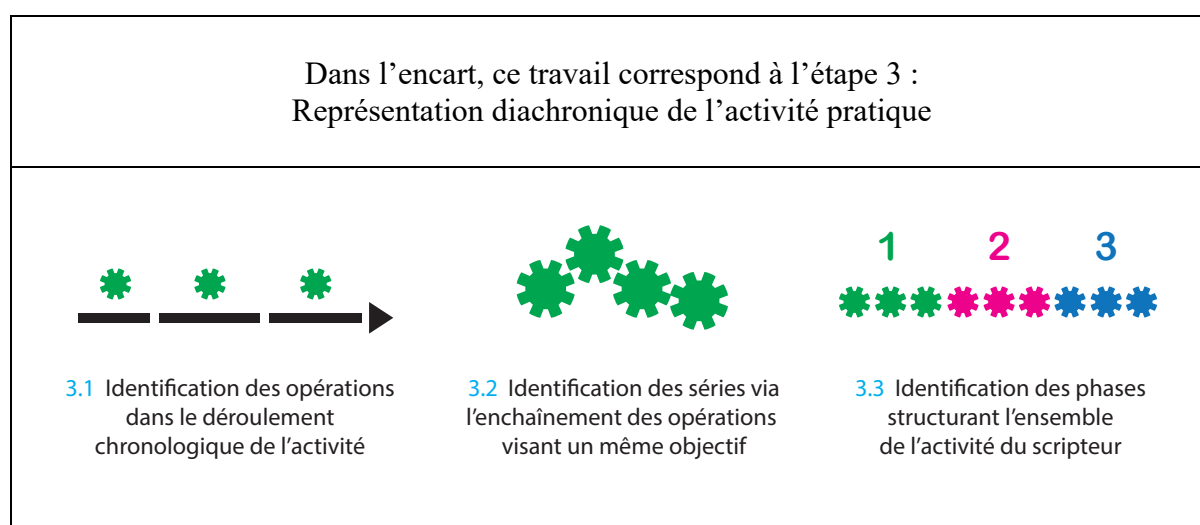 Dans l’encart, ce travail correspond à l’étape 3 :
Représentation diachronique de l’activité pratique
1 2 3
3.1 Identification des opérations
dans le déroulement
chronologique de l’activité
3.2 Identification des séries via
l’enchaînement des opérations
visant un même objectif
3.3 Identification des phases
structurant l’ensemble
de l’activité du scripteur